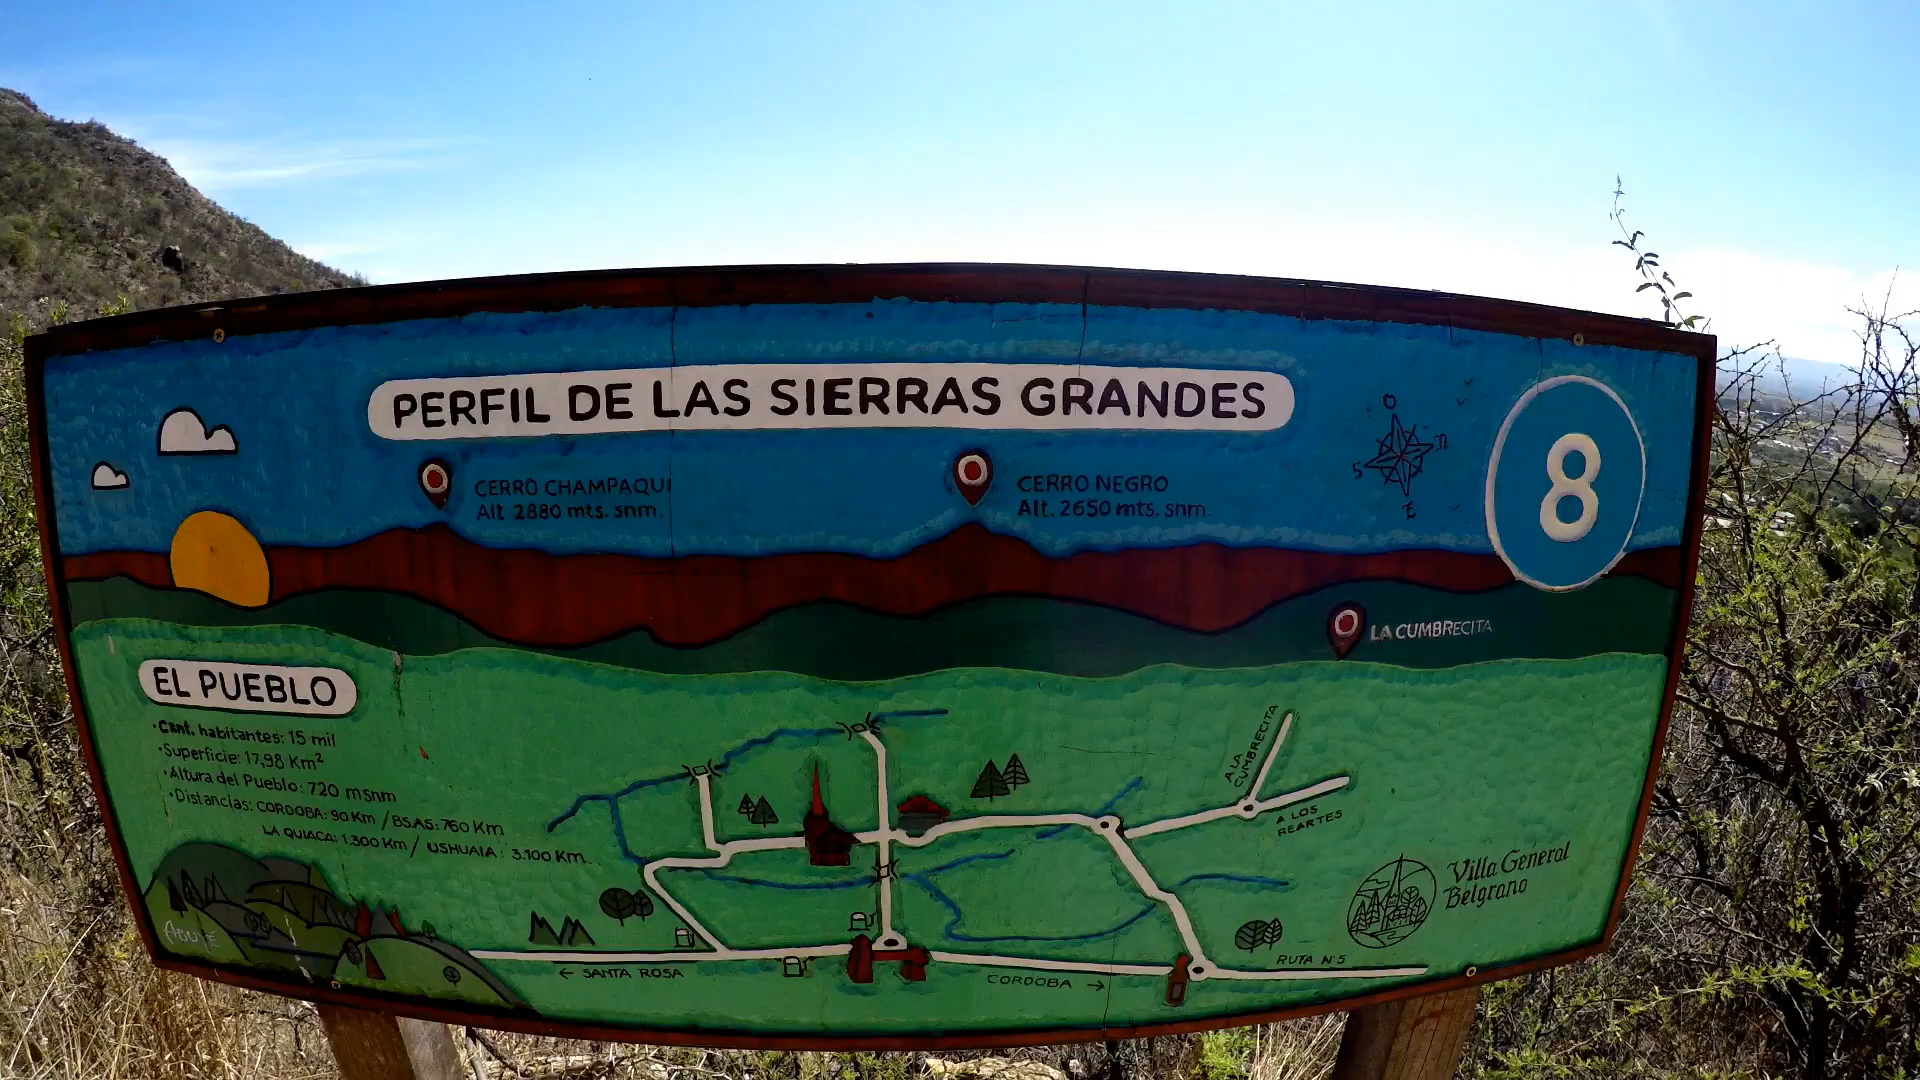 PERFIL DE LAS SIERRAS GRANDES
8
O
N
S
E
CERRO CHAMPAQUI
Alt 2880 mts. snm.
CERRO NEGRO
Alt. 2650 mts. snm.
LA CUMBRECITA
EL PUEBLO
•Cant. habitantes: 15 mil
•Superficie: 17,98 Km²
•Altura del Pueblo: 720 msnm
•Distancias: CORDOBA: 90 Km / BSAS: 760 Km
LA QUIACA: 1.300 Km / USHUAIA: 3.100 Km.
A LA
CUMBRECITA
A LOS
REARTES
Villa General
Belgrano
← SANTA ROSA
CORDOBA →
RUTA Nº5